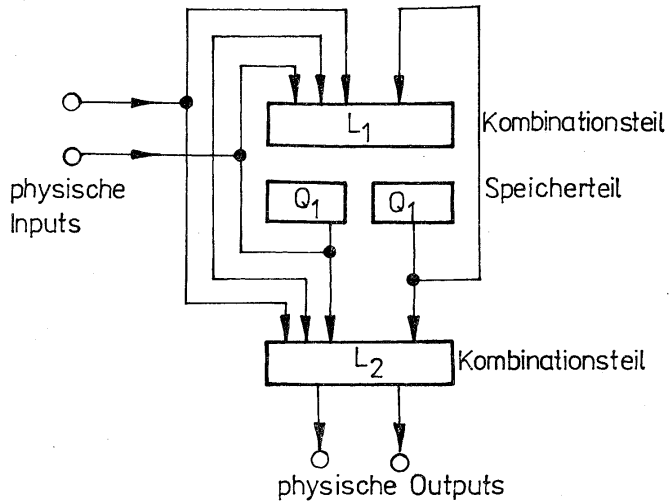 L1
Kombinationsteil
Q1
Q1
Speicherteil
physische
Inputs
L2
Kombinationsteil
physische Outputs